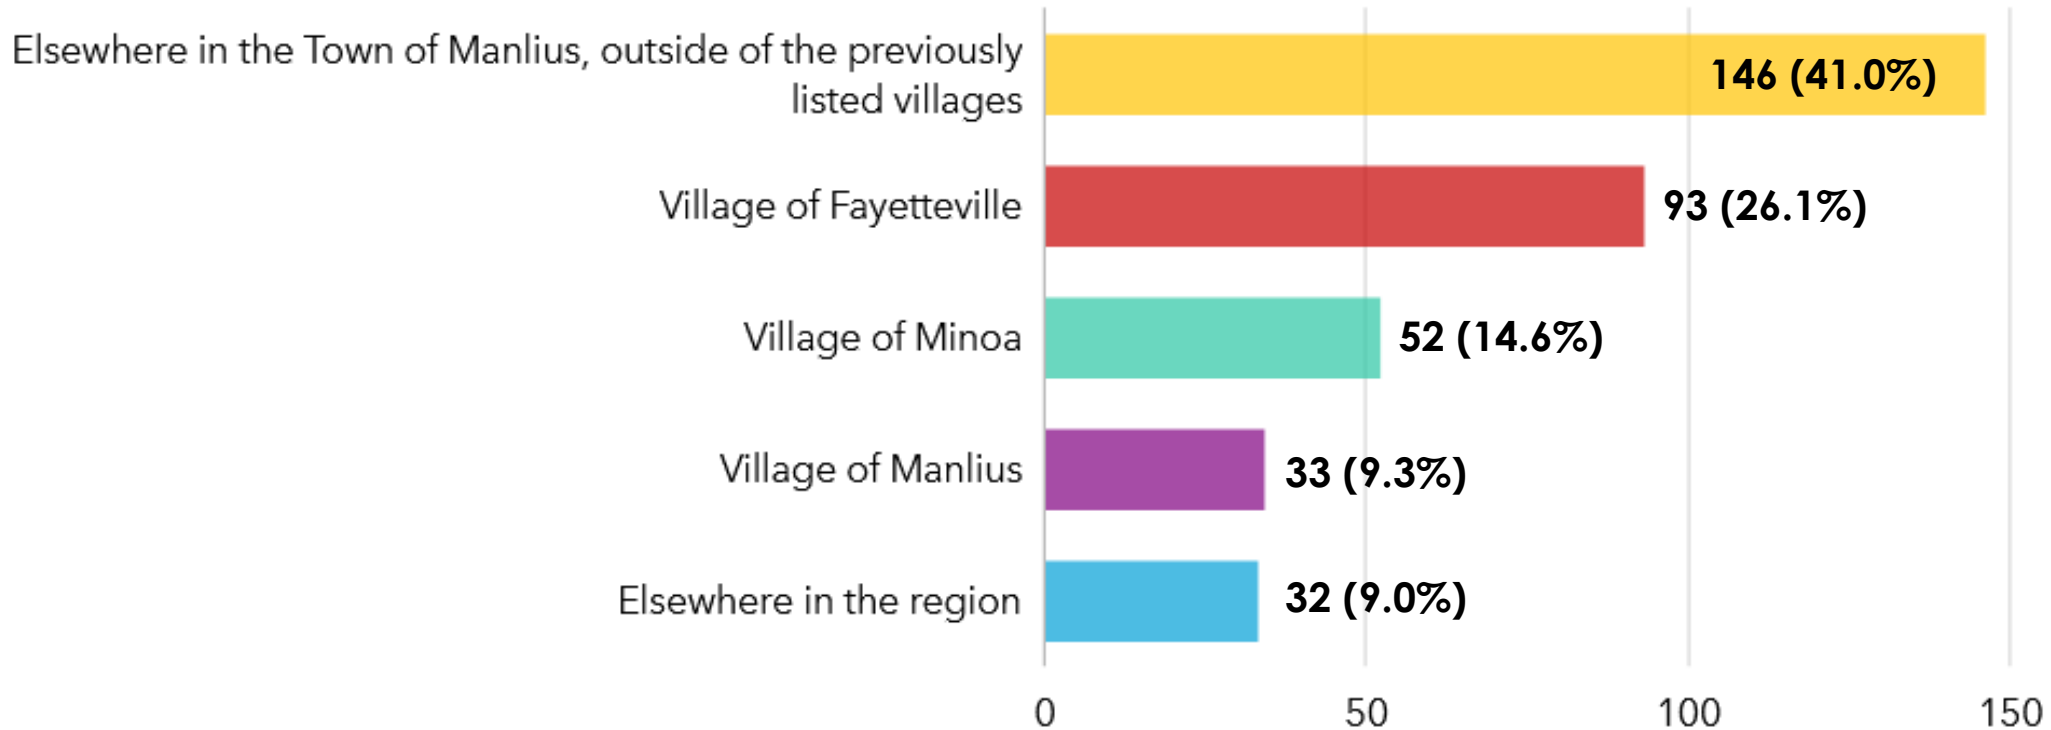 Elsewhere in the Town of Manlius, outside of the previously
listed villages
146 (41.0%)
Village of Fayetteville
93 (26.1%)
Village of Minoa
52 (14.6%)
Village of Manlius
33 (9.3%)
Elsewhere in the region
32 (9.0%)
0 50 100 150